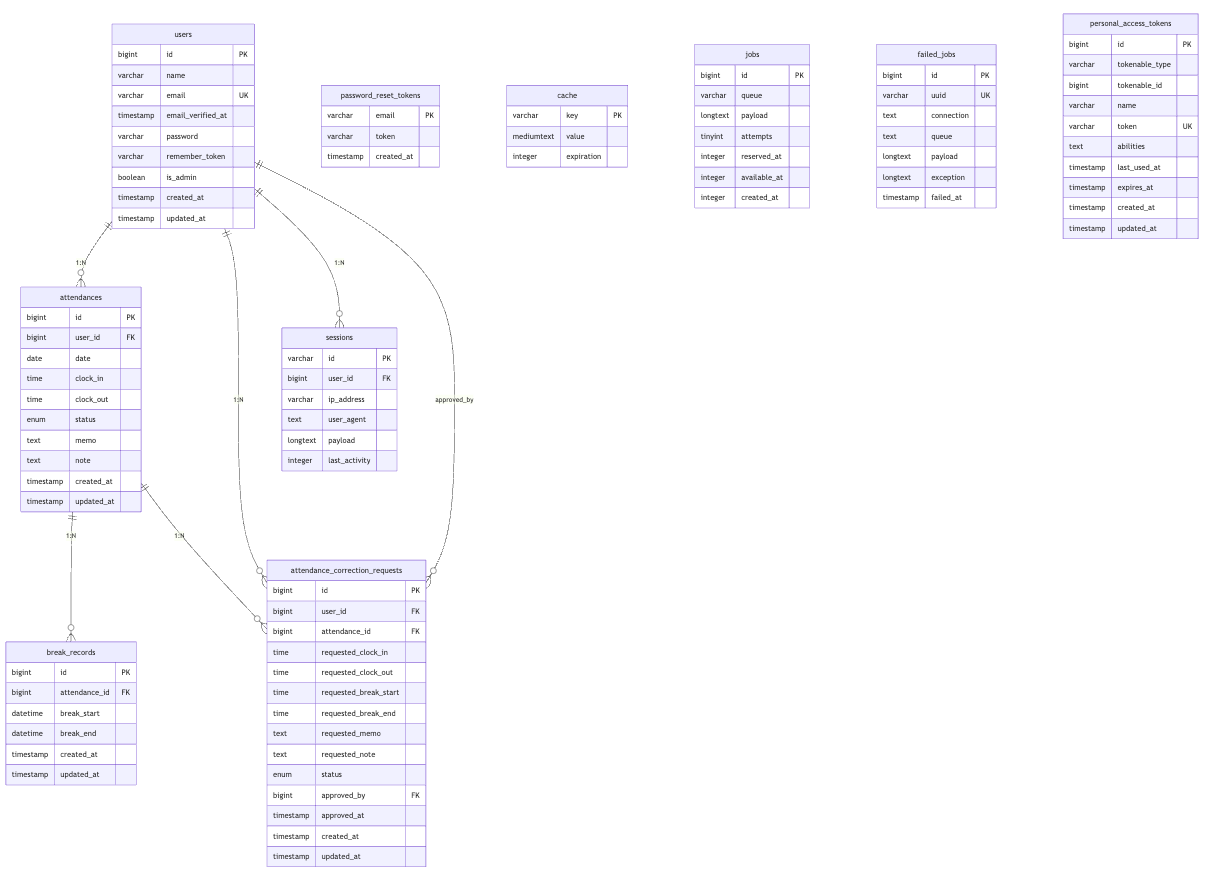 users
bigint id PK
varchar name
varchar email UK
timestamp email_verified_at
varchar password
varchar remember_token
boolean is_admin
timestamp created_at
timestamp updated_at
password_reset_tokens
varchar email PK
varchar token
timestamp created_at
cache
varchar key PK
mediumtext value
integer expiration
jobs
bigint id PK
varchar queue
longtext payload
tinyint attempts
integer reserved_at
integer available_at
integer created_at
failed_jobs
bigint id PK
varchar uuid UK
text connection
text queue
longtext payload
longtext exception
timestamp failed_at
personal_access_tokens
bigint id PK
varchar tokenable_type
bigint tokenable_id
varchar name
varchar token UK
text abilities
timestamp last_used_at
timestamp expires_at
timestamp created_at
timestamp updated_at
1:N
1:N
1:N
approved_by
attendances
bigint id PK
bigint user_id FK
date date
time clock_in
time clock_out
enum status
text memo
text note
timestamp created_at
timestamp updated_at
sessions
varchar id PK
bigint user_id FK
varchar ip_address
text user_agent
longtext payload
integer last_activity
1:N
1:N
break_records
bigint id PK
bigint attendance_id FK
datetime break_start
datetime break_end
timestamp created_at
timestamp updated_at
attendance_correction_requests
bigint id PK
bigint user_id FK
bigint attendance_id FK
time requested_clock_in
time requested_clock_out
time requested_break_start
time requested_break_end
text requested_memo
text requested_note
enum status
bigint approved_by FK
timestamp approved_at
timestamp created_at
timestamp updated_at